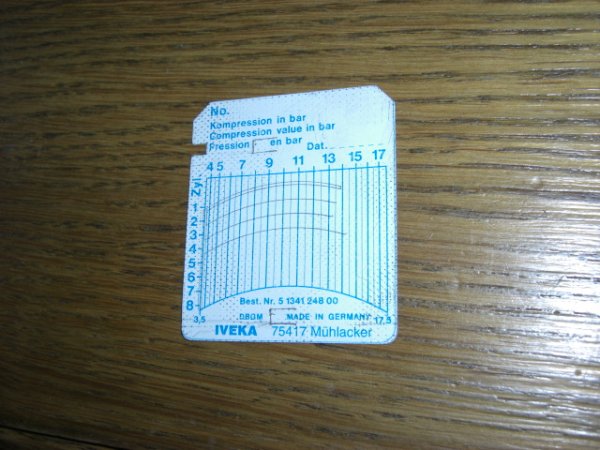 No.
Kompression in bar
Compression value in bar
Pression en bar Dat.
4 5 7 9 11 13 15 17
Zyl.
1
2
3
4
5
6
7
8
Best. Nr. 5 1341 248 00
3,5 DBGM MADE IN GERMANY 17,5
IVEKA 75417 Mühlacker